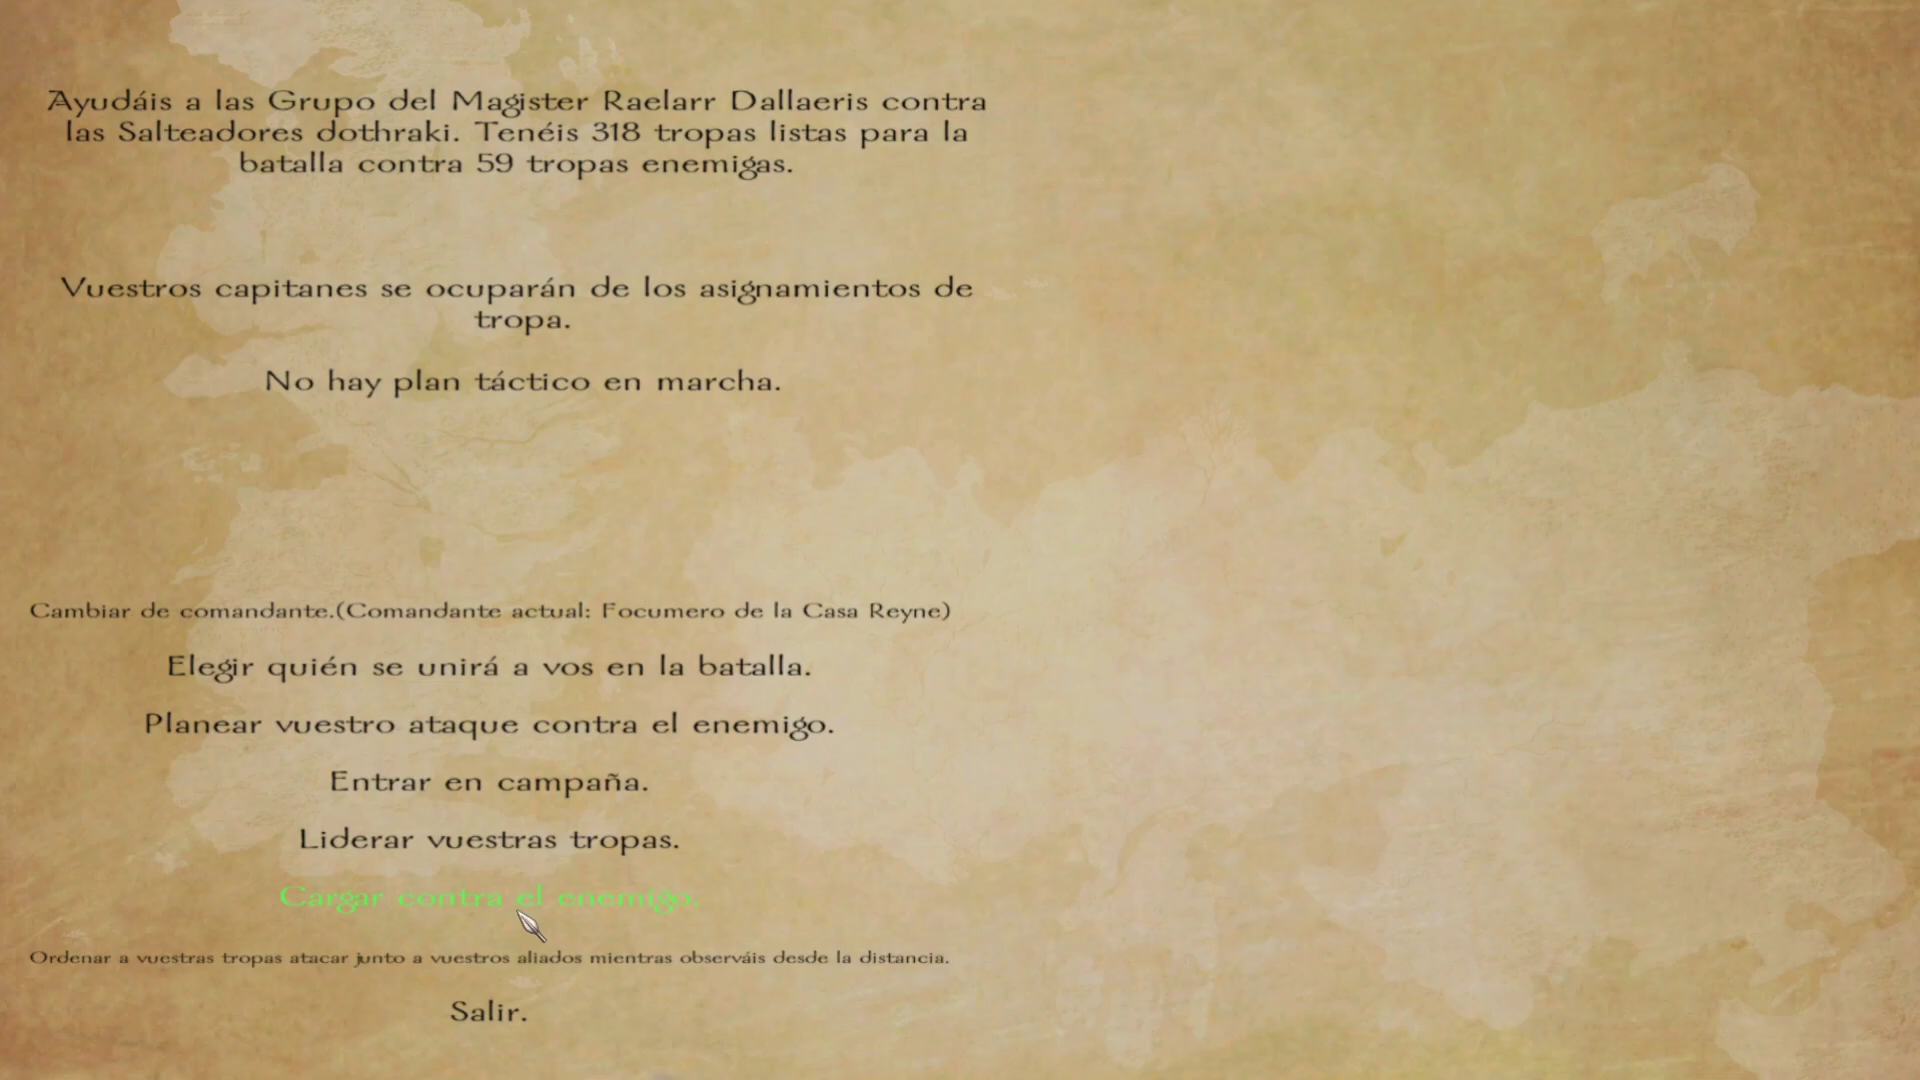 Ayudáis a las Grupo del Magister Raelarr Dallaeris contra
las Salteadores dothraki. Tenéis 318 tropas listas para la
batalla contra 59 tropas enemigas.
Vuestros capitanes se ocuparán de los asignamientos de
tropa.
No hay plan táctico en marcha.
Cambiar de comandante.(Comandante actual: Focumero de la Casa Reyne)
Elegir quién se unirá a vos en la batalla.
Planear vuestro ataque contra el enemigo.
Entrar en campaña.
Liderar vuestras tropas.
Cargar contra el enemigo.
Ordenar a vuestras tropas atacar junto a vuestros aliados mientras observáis desde la distancia.
Salir.